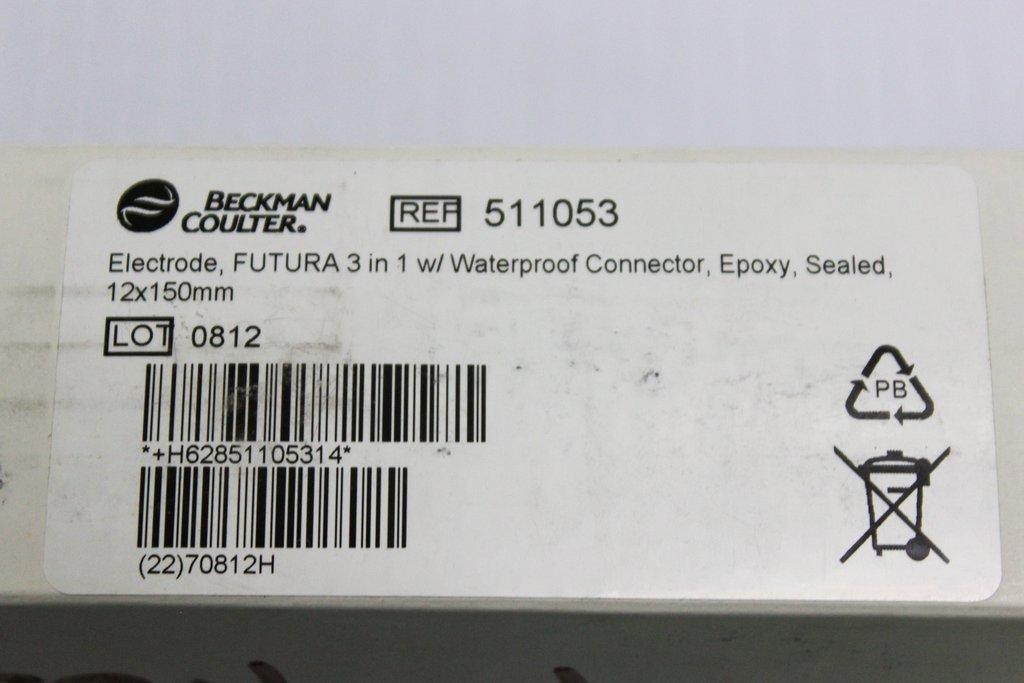 BECKMAN
COULTER®
REF 511053
Electrode, FUTURA 3 in 1 w/ Waterproof Connector, Epoxy, Sealed,
12x150mm
LOT 0812
*+H62851105314*
(22)70812H
PB